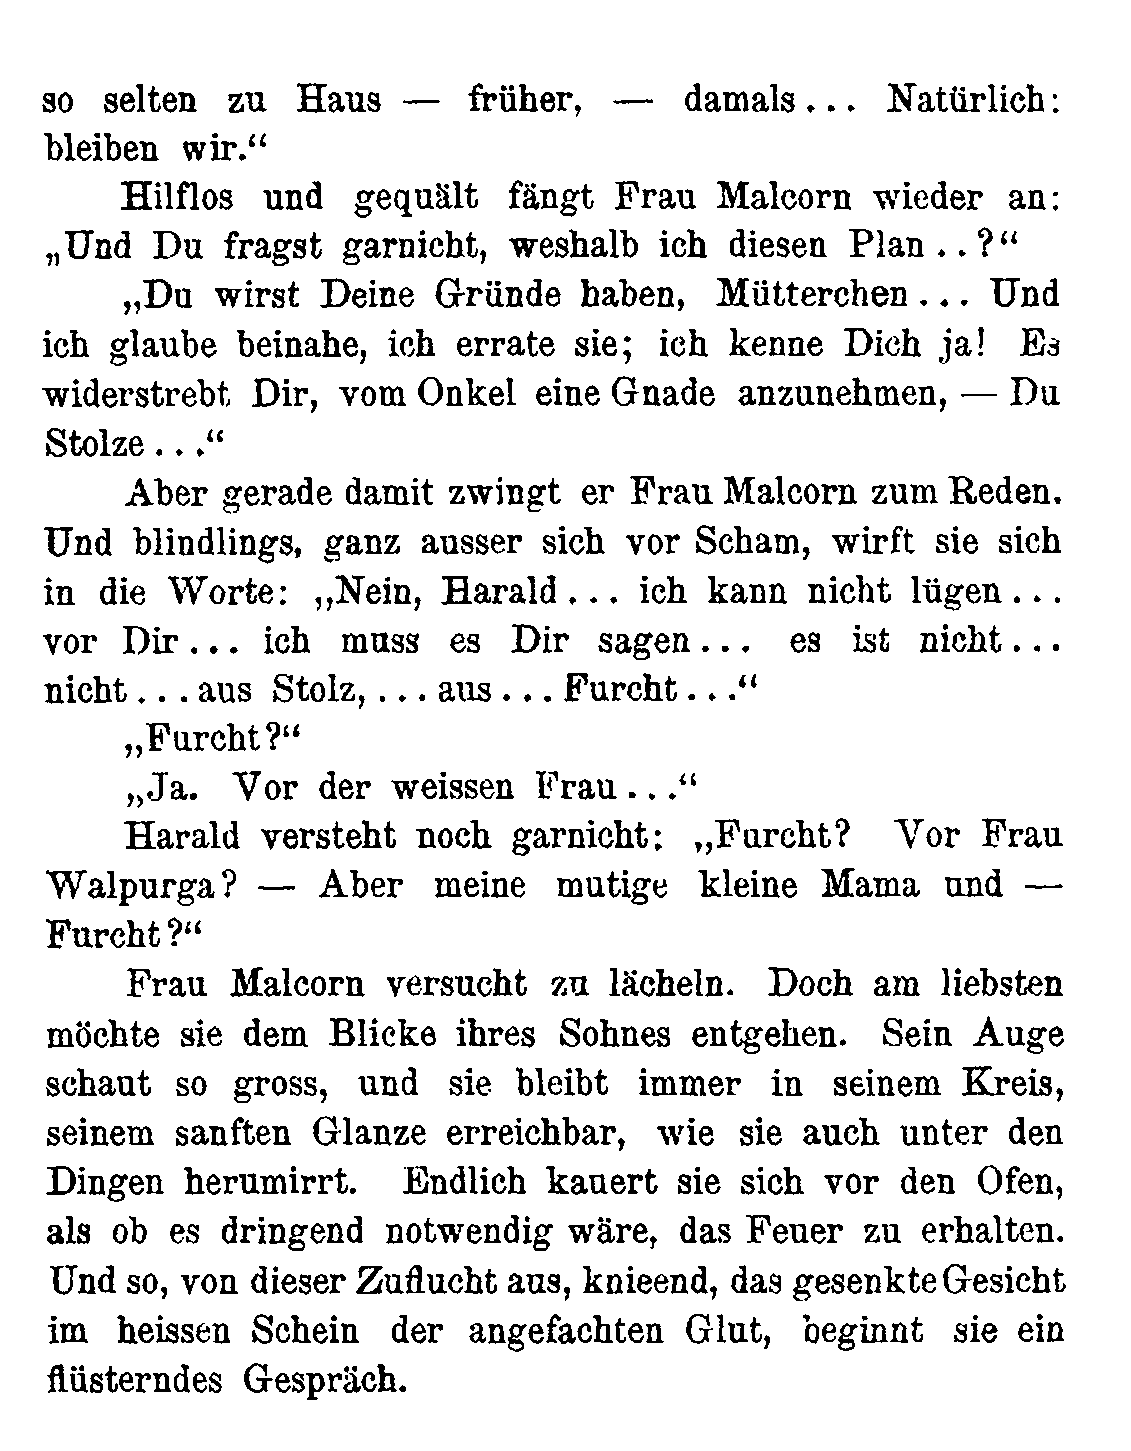 so selten zu Haus — früher, — damals... Natürlich:
bleiben wir.“
Hilflos und gequält fängt Frau Malcorn wieder an:
„Und Du fragst garnicht, weshalb ich diesen Plan ..?“
„Du wirst Deine Gründe haben, Mütterchen... Und
ich glaube beinahe, ich errate sie; ich kenne Dich ja! Es
widerstrebt Dir, vom Onkel eine Gnade anzunehmen, — Du
Stolze...“
Aber gerade damit zwingt er Frau Malcorn zum Reden.
Und blindlings, ganz ausser sich vor Scham, wirft sie sich
in die Worte: „Nein, Harald... ich kann nicht lügen...
vor Dir... ich muss es Dir sagen... es ist nicht...
nicht... aus Stolz,... aus... Furcht...“
„Furcht?“
„Ja. Vor der weissen Frau...“
Harald versteht noch garnicht: „Furcht? Vor Frau
Walpurga? — Aber meine mutige kleine Mama und —
Furcht?“
Frau Malcorn versucht zu lächeln. Doch am liebsten
möchte sie dem Blicke ihres Sohnes entgehen. Sein Auge
schaut so gross, und sie bleibt immer in seinem Kreis,
seinem sanften Glanze erreichbar, wie sie auch unter den
Dingen herumirrt. Endlich kauert sie sich vor den Ofen,
als ob es dringend notwendig wäre, das Feuer zu erhalten.
Und so, von dieser Zuflucht aus, knieend, das gesenkte Gesicht
im heissen Schein der angefachten Glut, beginnt sie ein
flüsterndes Gespräch.